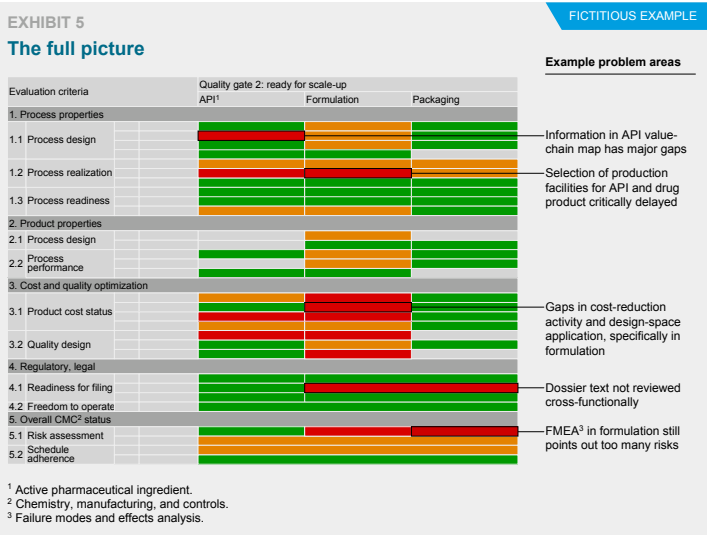 EXHIBIT 5
FICTITIOUS EXAMPLE
The full picture
Example problem areas
Evaluation criteria
Quality gate 2: ready for scale-up
API¹
Formulation
Packaging
1. Process properties
1.1 Process design
Information in API value-
chain map has major gaps
1.2 Process realization
Selection of production
facilities for API and drug
product critically delayed
1.3 Process readiness
2. Product properties
2.1 Process design
2.2 Process
performance
3. Cost and quality optimization
3.1 Product cost status
Gaps in cost-reduction
activity and design-space
application, specifically in
formulation
3.2 Quality design
4. Regulatory, legal
4.1 Readiness for filing
Dossier text not reviewed
cross-functionally
4.2 Freedom to operate
5. Overall CMC² status
5.1 Risk assessment
FMEA³ in formulation still
points out too many risks
5.2 Schedule
adherence
¹ Active pharmaceutical ingredient.
² Chemistry, manufacturing, and controls.
³ Failure modes and effects analysis.